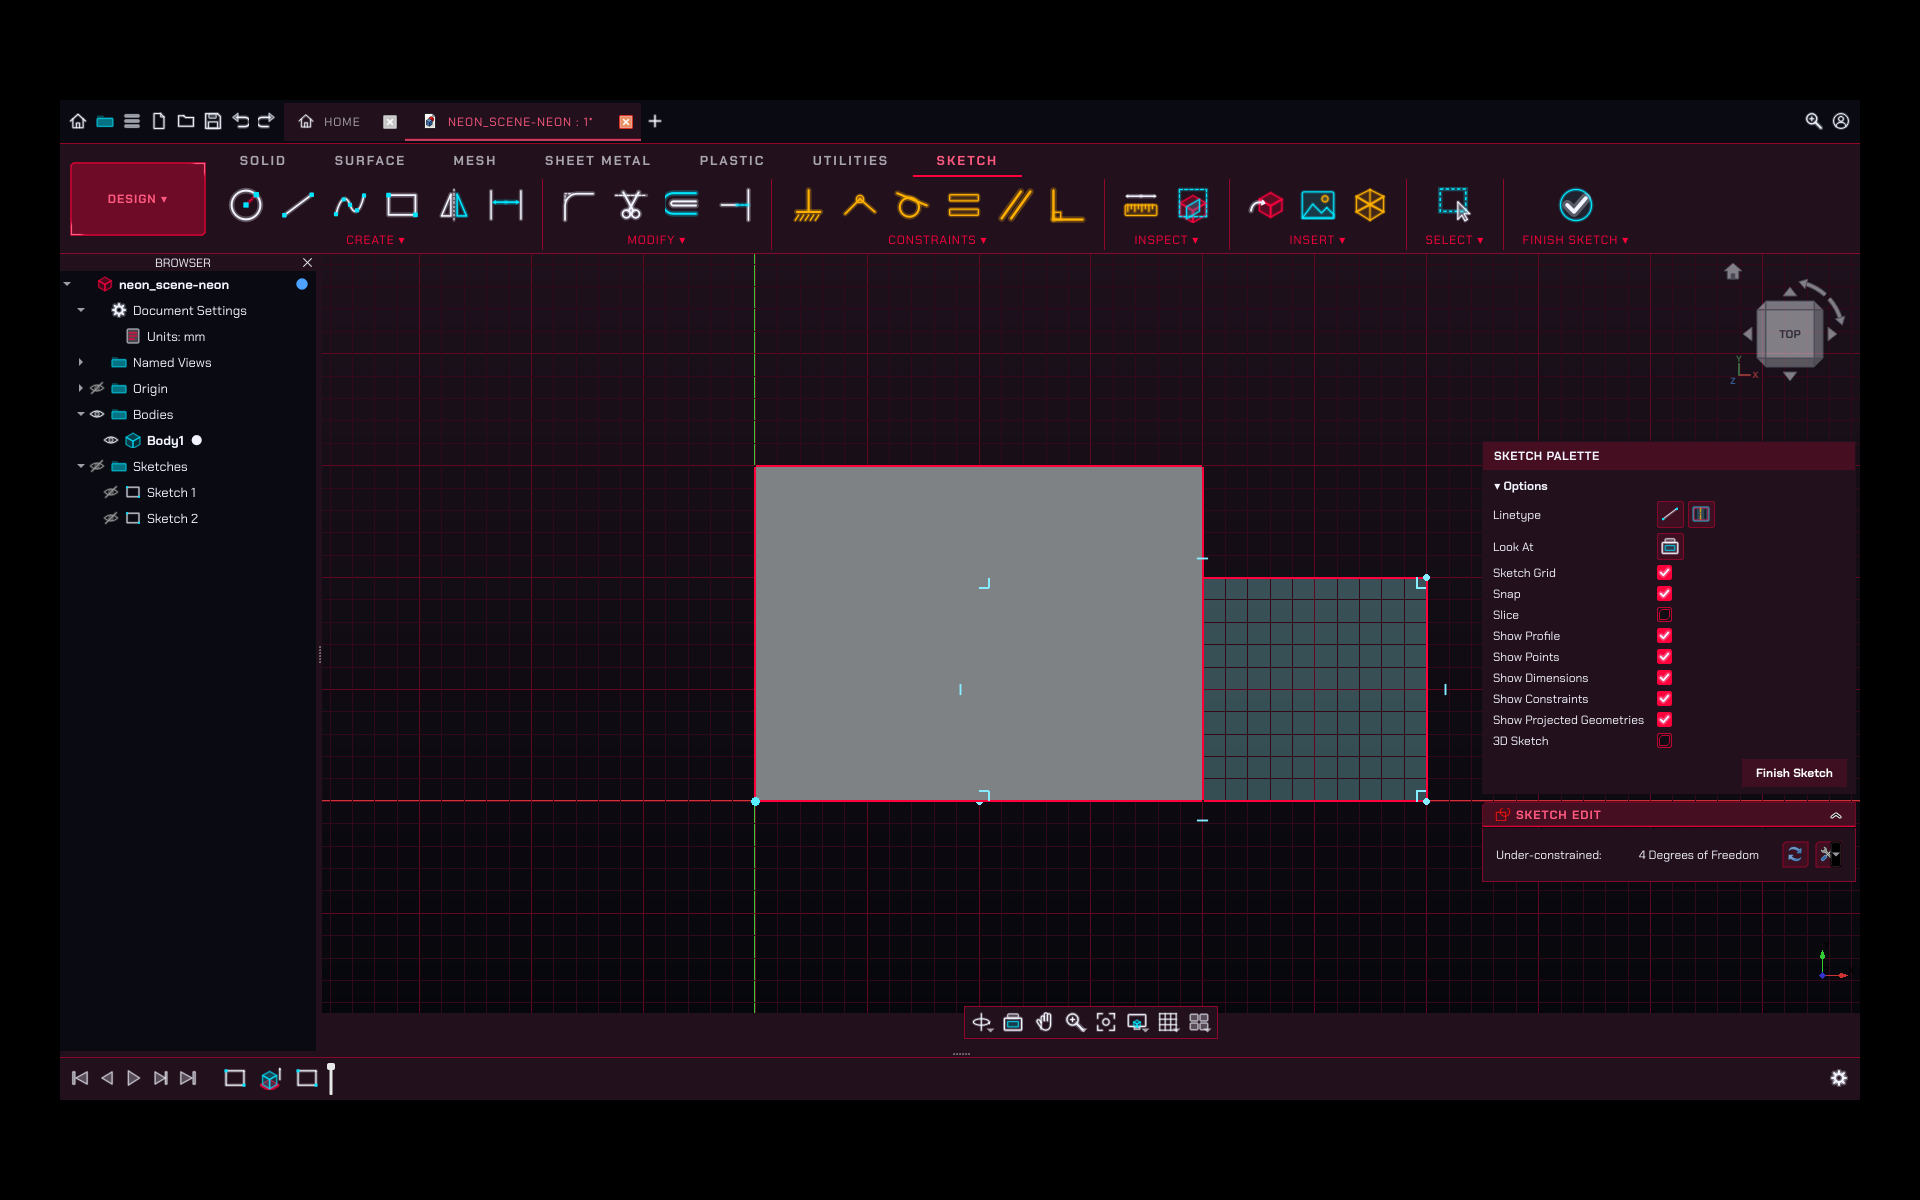 HOME
NEON_SCENE-NEON : 1*
DESIGN ▾
SOLID
SURFACE
MESH
SHEET METAL
PLASTIC
UTILITIES
SKETCH
CREATE ▾
MODIFY ▾
CONSTRAINTS ▾
INSPECT ▾
INSERT ▾
SELECT ▾
FINISH SKETCH ▾
BROWSER
neon_scene-neon
Document Settings
Units: mm
Named Views
Origin
Bodies
Body1
Sketches
Sketch 1
Sketch 2
TOP
Y
Z
X
SKETCH PALETTE
▾ Options
Linetype
Look At
Sketch Grid
Snap
Slice
Show Profile
Show Points
Show Dimensions
Show Constraints
Show Projected Geometries
3D Sketch
Finish Sketch
SKETCH EDIT
Under-constrained: 4 Degrees of Freedom